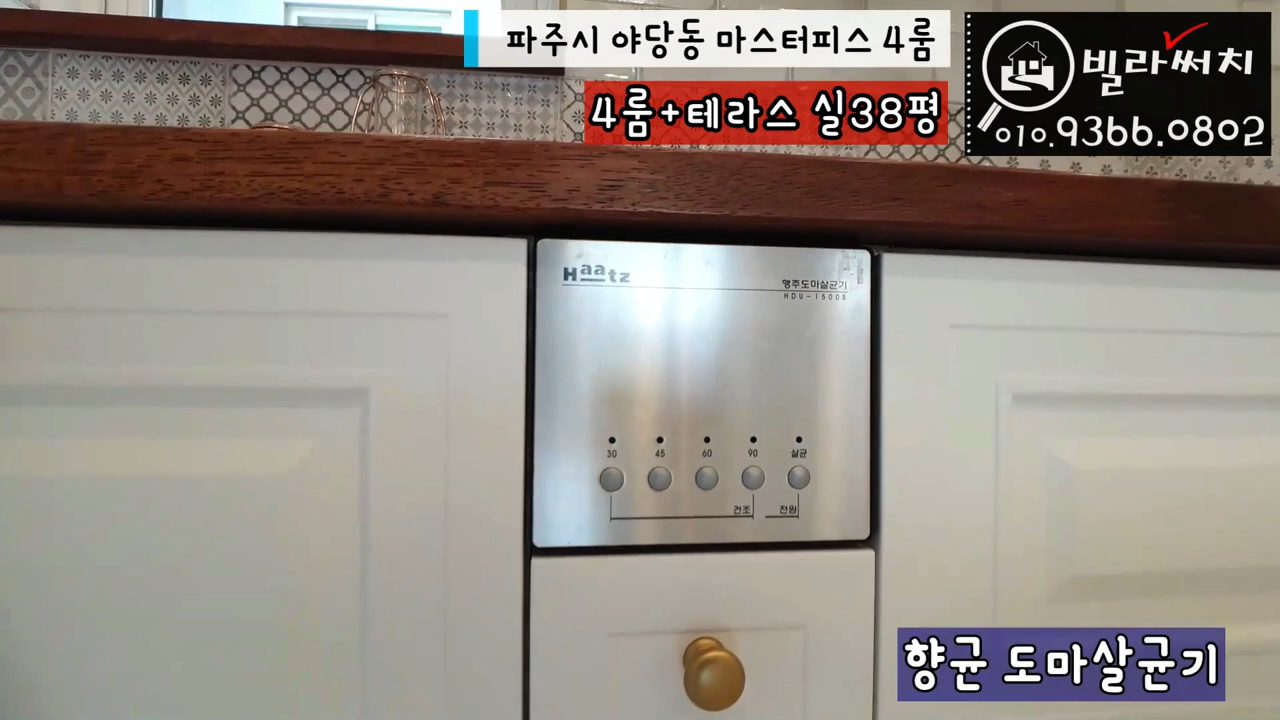 파주시 야당동 마스터피스 4룸
4룸+테라스 실38평
빌라써치
010.9366.0802
Haatz
행주도마살균기
HDU-1500B
30 45 60 90 살균
건조 전원
향균 도마살균기